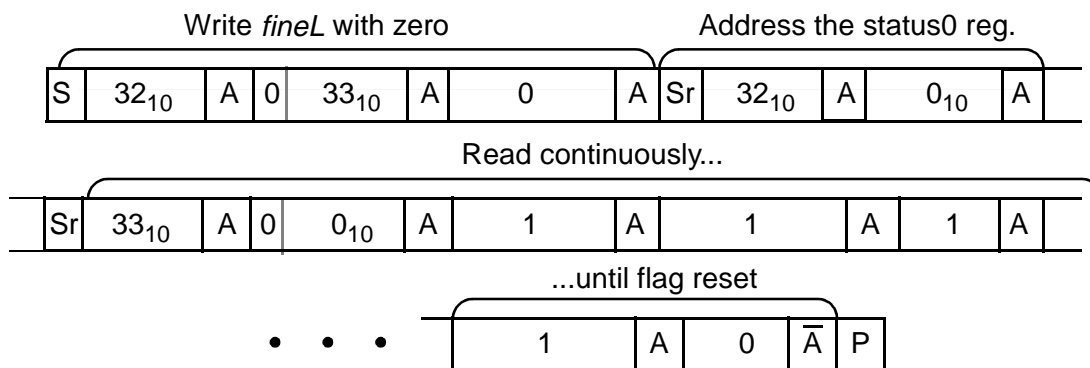 Write fineL with zero Address the status0 reg.
S 32₁₀ A 0 33₁₀ A 0 A Sr 32₁₀ A 0₁₀ A
Read continuously...
Sr 33₁₀ A 0 0₁₀ A 1 A 1 A 1 A
...until flag reset
• • • 1 A 0 A̅ P